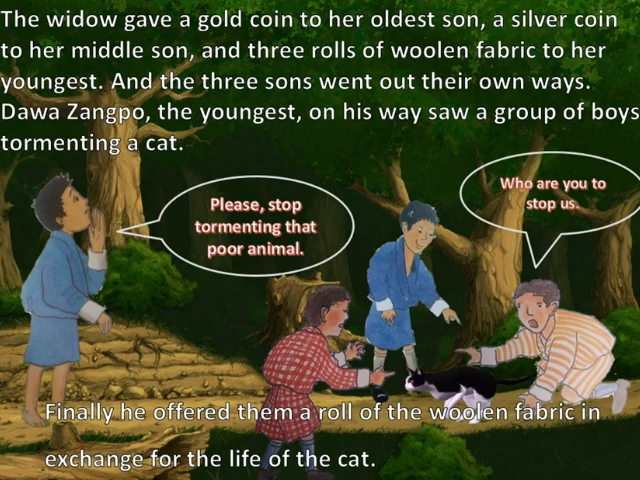 The widow gave a gold coin to her oldest son, a silver coin
to her middle son, and three rolls of woolen fabric to her
youngest. And the three sons went out their own ways.
Dawa Zangpo, the youngest, on his way saw a group of boys
tormenting a cat.
Please, stop
tormenting that
poor animal.
Who are you to
stop us.
Finally he offered them a roll of the woolen fabric in
exchange for the life of the cat.